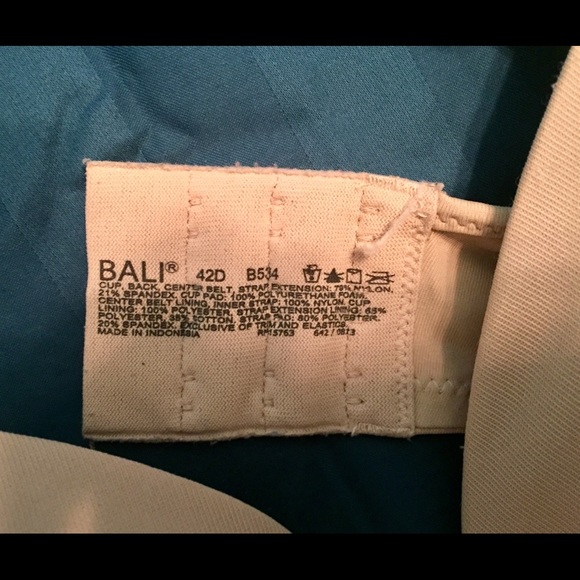 BALI® 42D B534
CUP, BACK, CENTER BELT, STRAP EXTENSION: 79% NYLON.
21% SPANDEX. CUP PAD: 100% POLYURETHANE FOAM.
CENTER BELT LINING, INNER STRAP: 100% NYLON. CUP
LINING: 100% POLYESTER, STRAP EXTENSION LINING: 65%
POLYESTER, 35% COTTON. STRAP PAD: 80% POLYESTER.
20% SPANDEX. EXCLUSIVE OF TRIM AND ELASTICS.
MADE IN INDONESIA 642 /